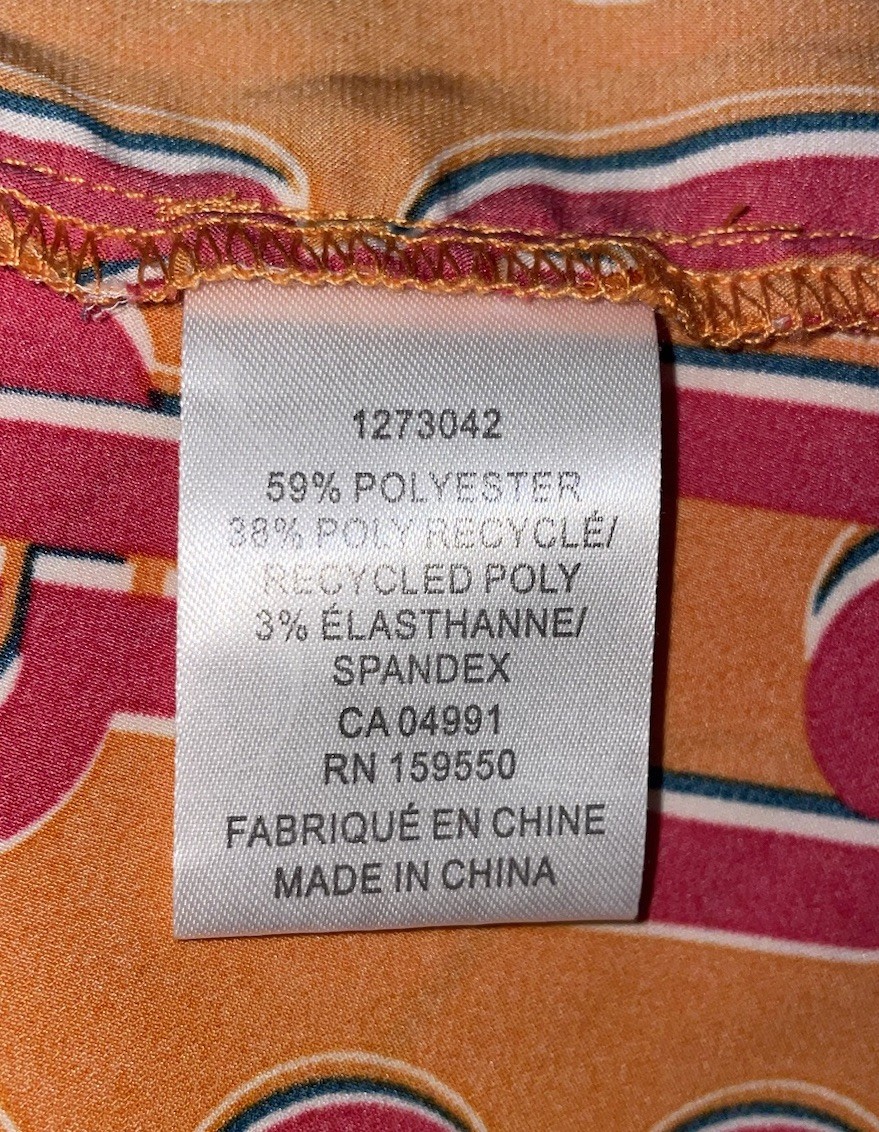 1273042
59% POLYESTER
38% POLY RECYCLÉ/
RECYCLED POLY
3% ÉLASTHANNE/
SPANDEX
CA 04991
RN 159550
FABRIQUÉ EN CHINE
MADE IN CHINA